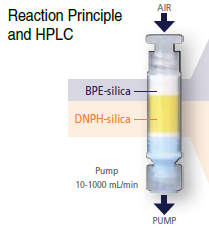 Reaction Principle
and HPLC
AIR
BPE-silica
DNPH-silica
Pump
10-1000 mL/min
PUMP